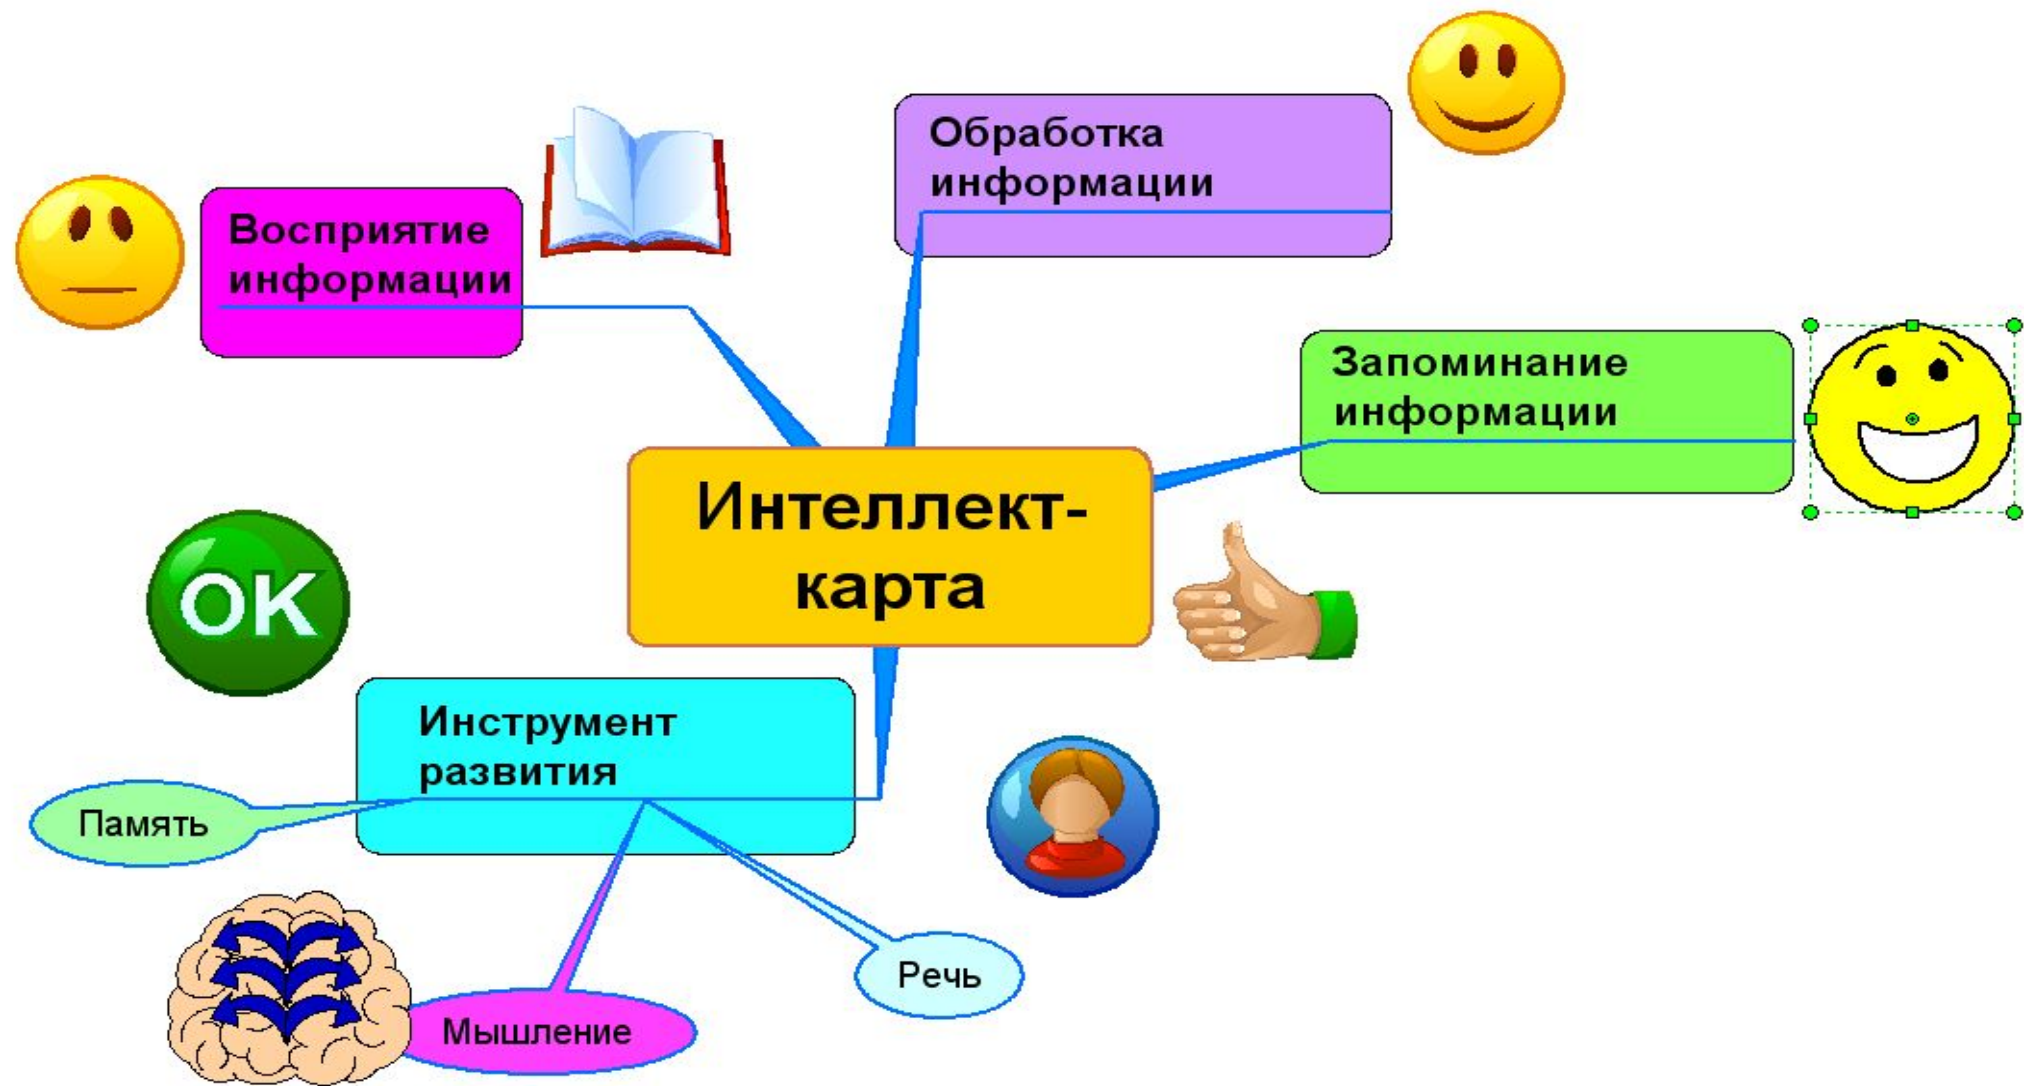 Обработка
информации
Восприятие
информации
Запоминание
информации
Интеллект-
карта
OK
Инструмент
развития
Память
Речь
Мышление